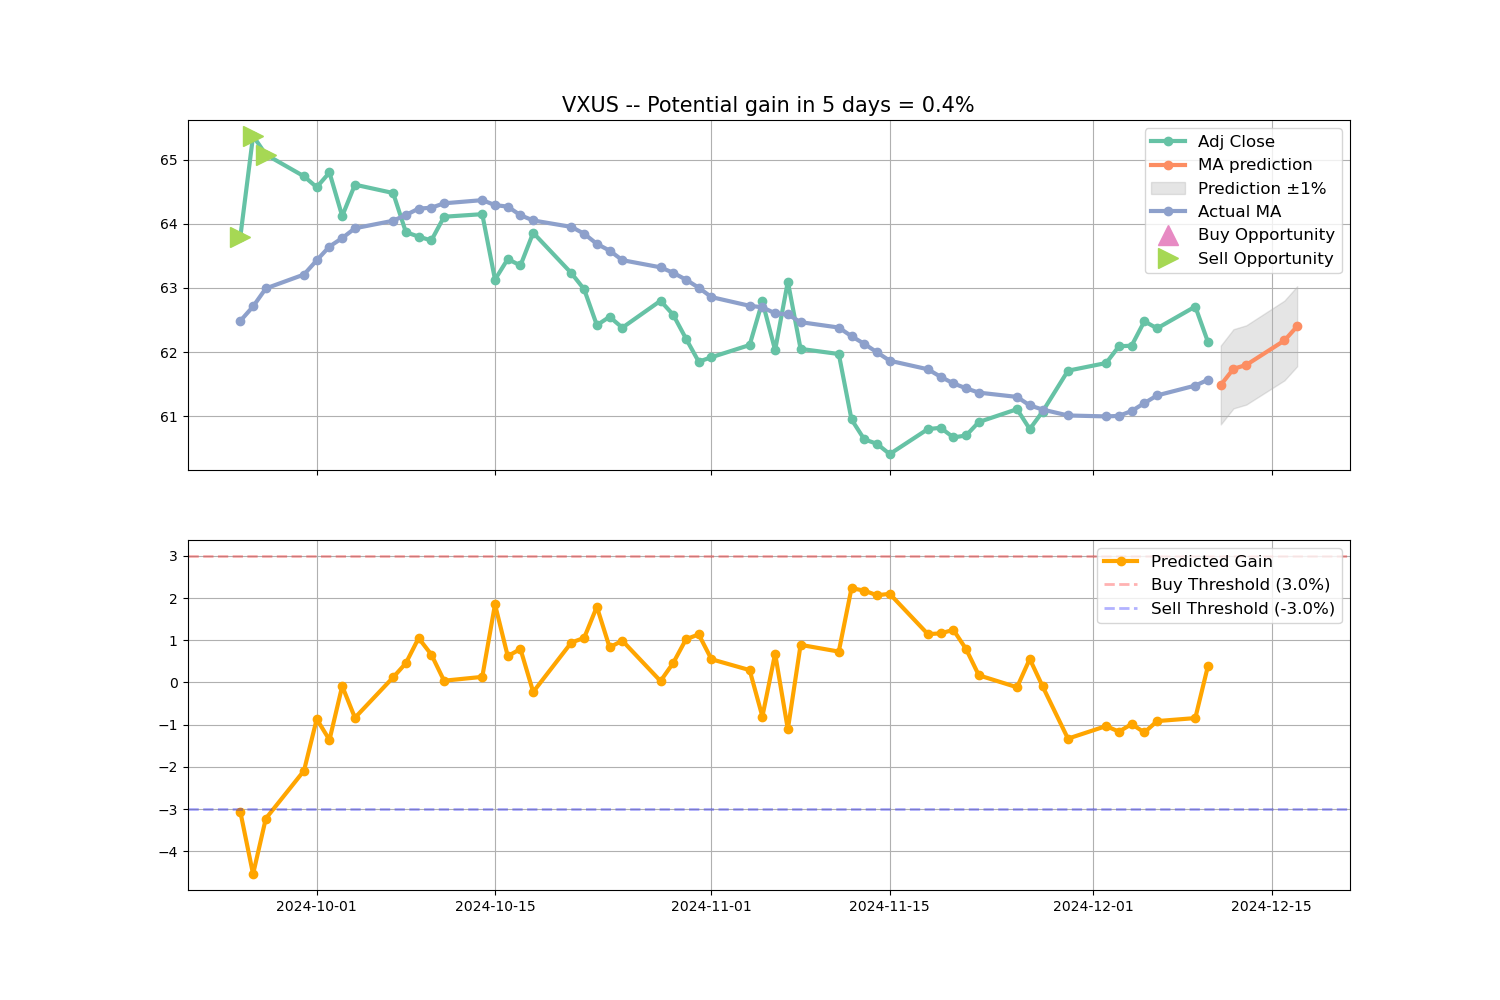 VXUS -- Potential gain in 5 days = 0.4%
65
64
63
62
61
Adj Close
MA prediction
Prediction ±1%
Actual MA
Buy Opportunity
Sell Opportunity
3
2
1
0
−1
−2
−3
−4
Predicted Gain
Buy Threshold (3.0%)
Sell Threshold (-3.0%)
2024-10-01
2024-10-15
2024-11-01
2024-11-15
2024-12-01
2024-12-15